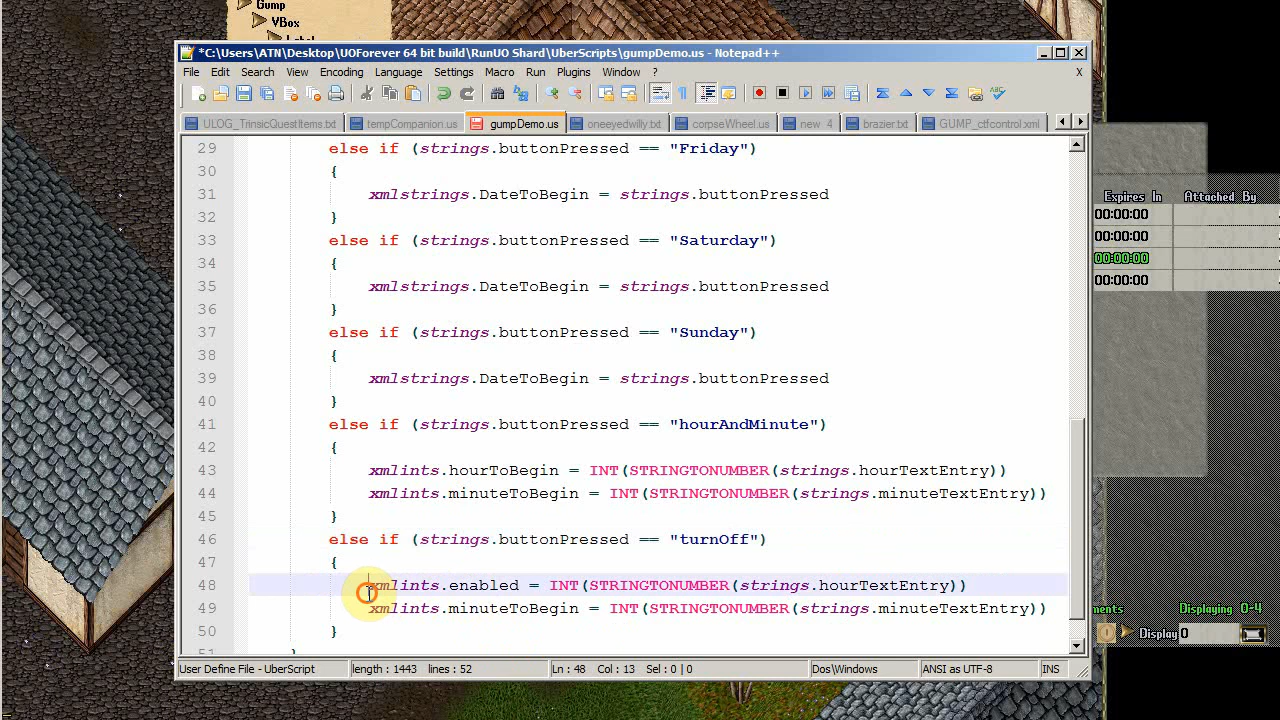 Gump
VBox
Label
*C:\Users\ATN\Desktop\UOForever 64 bit build\RunUO Shard\UberScripts\gumpDemo.us - Notepad++
File Edit Search View Encoding Language Settings Macro Run Plugins Window ? X
ULOG_TrinsicQuestItems.txt tempCompanion.us gumpDemo.us oneeyedwilly.txt corpseWheel.us new 4 brazier.txt GUMP_ctfcontrol.xml
29 else if (strings.buttonPressed == "Friday")
30 {
31 xmlstrings.DateToBegin = strings.buttonPressed
32 }
33 else if (strings.buttonPressed == "Saturday")
34 {
35 xmlstrings.DateToBegin = strings.buttonPressed
36 }
37 else if (strings.buttonPressed == "Sunday")
38 {
39 xmlstrings.DateToBegin = strings.buttonPressed
40 }
41 else if (strings.buttonPressed == "hourAndMinute")
42 {
43 xmlints.hourToBegin = INT(STRINGTONUMBER(strings.hourTextEntry))
44 xmlints.minuteToBegin = INT(STRINGTONUMBER(strings.minuteTextEntry))
45 }
46 else if (strings.buttonPressed == "turnOff")
47 {
48 xmlints.enabled = INT(STRINGTONUMBER(strings.hourTextEntry))
49 xmlints.minuteToBegin = INT(STRINGTONUMBER(strings.minuteTextEntry))
50 }
51 }
User Define File - UberScript length : 1443 lines : 52 Ln : 48 Col : 13 Sel : 0 | 0 Dos\Windows ANSI as UTF-8 INS
Expires In Attached By
00:00:00
00:00:00
00:00:00
00:00:00
ments Displaying 0-4
Display 0